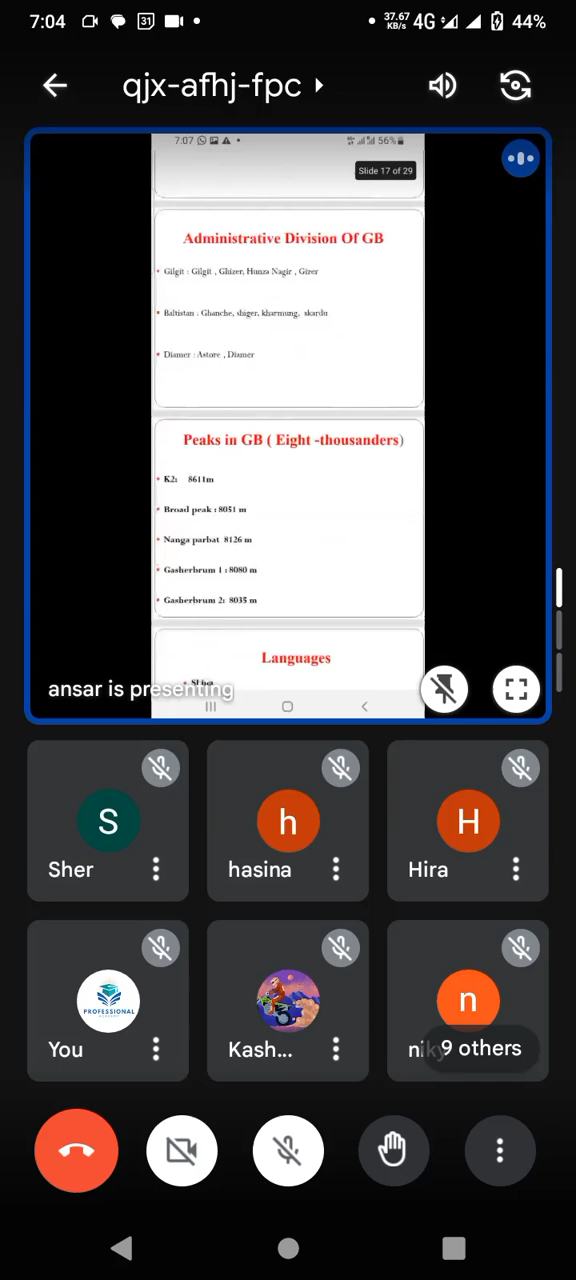 7:04 31 37.67 KB/s 4G 44%
qjx-afhj-fpc
7.07 56%
Slide 17 of 29
Administrative Division Of GB
• Gilgit : Gilgit , Ghizer, Hunza Nagir , Gizer
• Baltistan : Ghanche, shiger, kharmung, skardu
• Diamer : Astore , Diamer
Peaks in GB ( Eight -thousanders)
• K2: 8611m
• Broad peak : 8051 m
• Nanga parbat 8126 m
• Gasherbrum 1 : 8080 m
• Gasherbrum 2: 8035 m
Languages
ansar is presenting
S h H
Sher hasina Hira
PROFESSIONAL
n
You Kash... niky 9 others